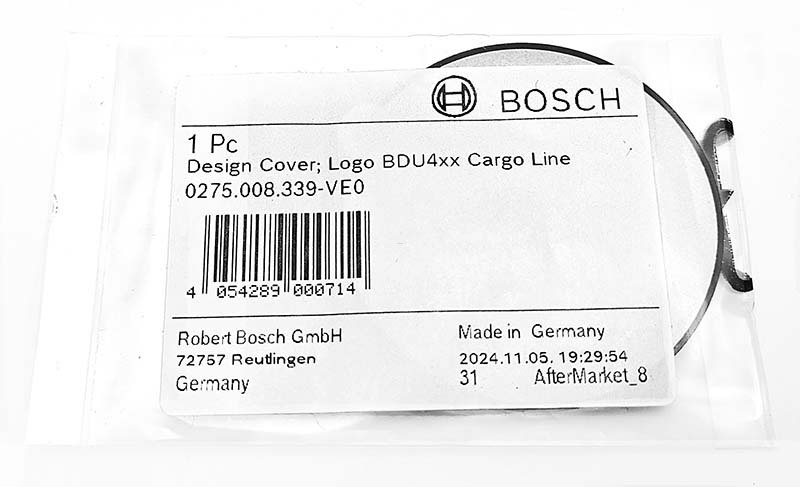 BOSCH
1 Pc
Design Cover; Logo BDU4xx Cargo Line
0275.008.339-VE0
4 054289 000714
Robert Bosch GmbH
72757 Reutlingen
Germany
Made in Germany
2024.11.05. 19:29:54
31 AfterMarket_8